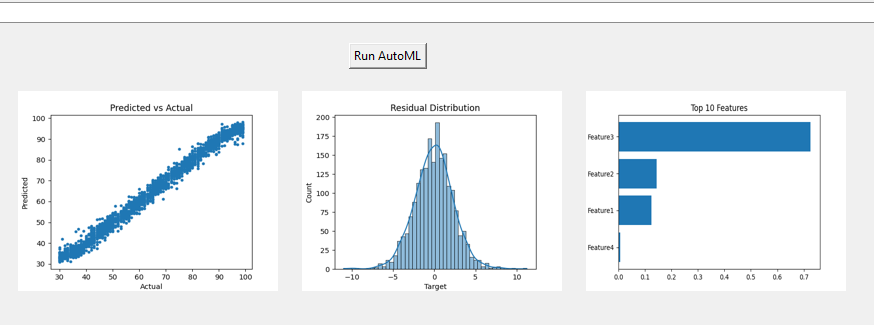 Run AutoML
Predicted vs Actual
100
90
80
70
60
50
40
30
Predicted
30 40 50 60 70 80 90 100
Actual
Residual Distribution
200
175
150
125
100
75
50
25
0
Count
−10 −5 0 5 10
Target
Top 10 Features
Feature3
Feature2
Feature1
Feature4
0.0 0.1 0.2 0.3 0.4 0.5 0.6 0.7